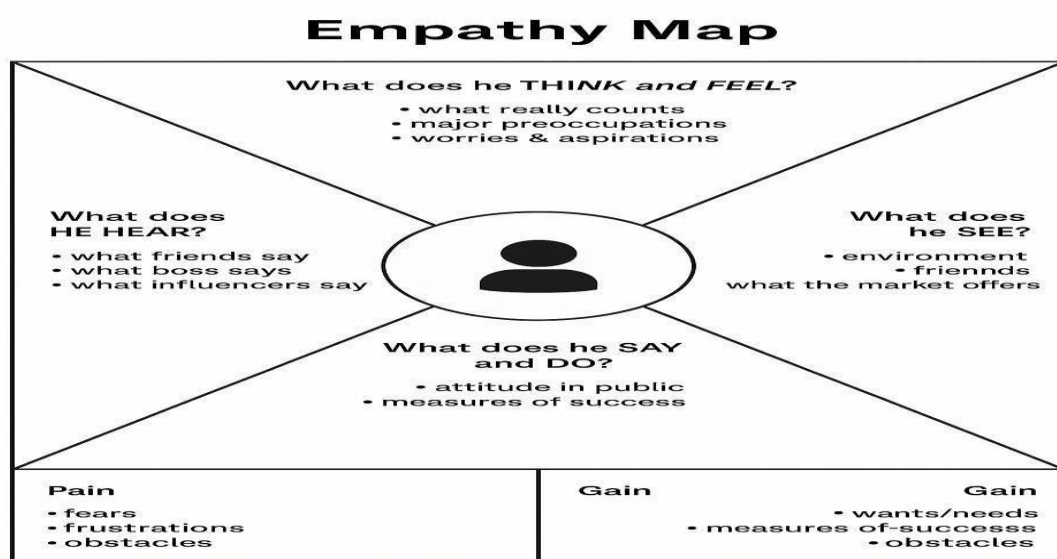 Empathy Map
What does he THINK and FEEL?
• what really counts
• major preoccupations
• worries & aspirations
What does
HE HEAR?
• what friends say
• what boss says
• what influencers say
What does
he SEE?
• environment
• friennds
what the market offers
What does he SAY
and DO?
• attitude in public
• measures of success
Pain
• fears
• frustrations
• obstacles
Gain
Gain
• wants/needs
• measures of-successs
• obstacles